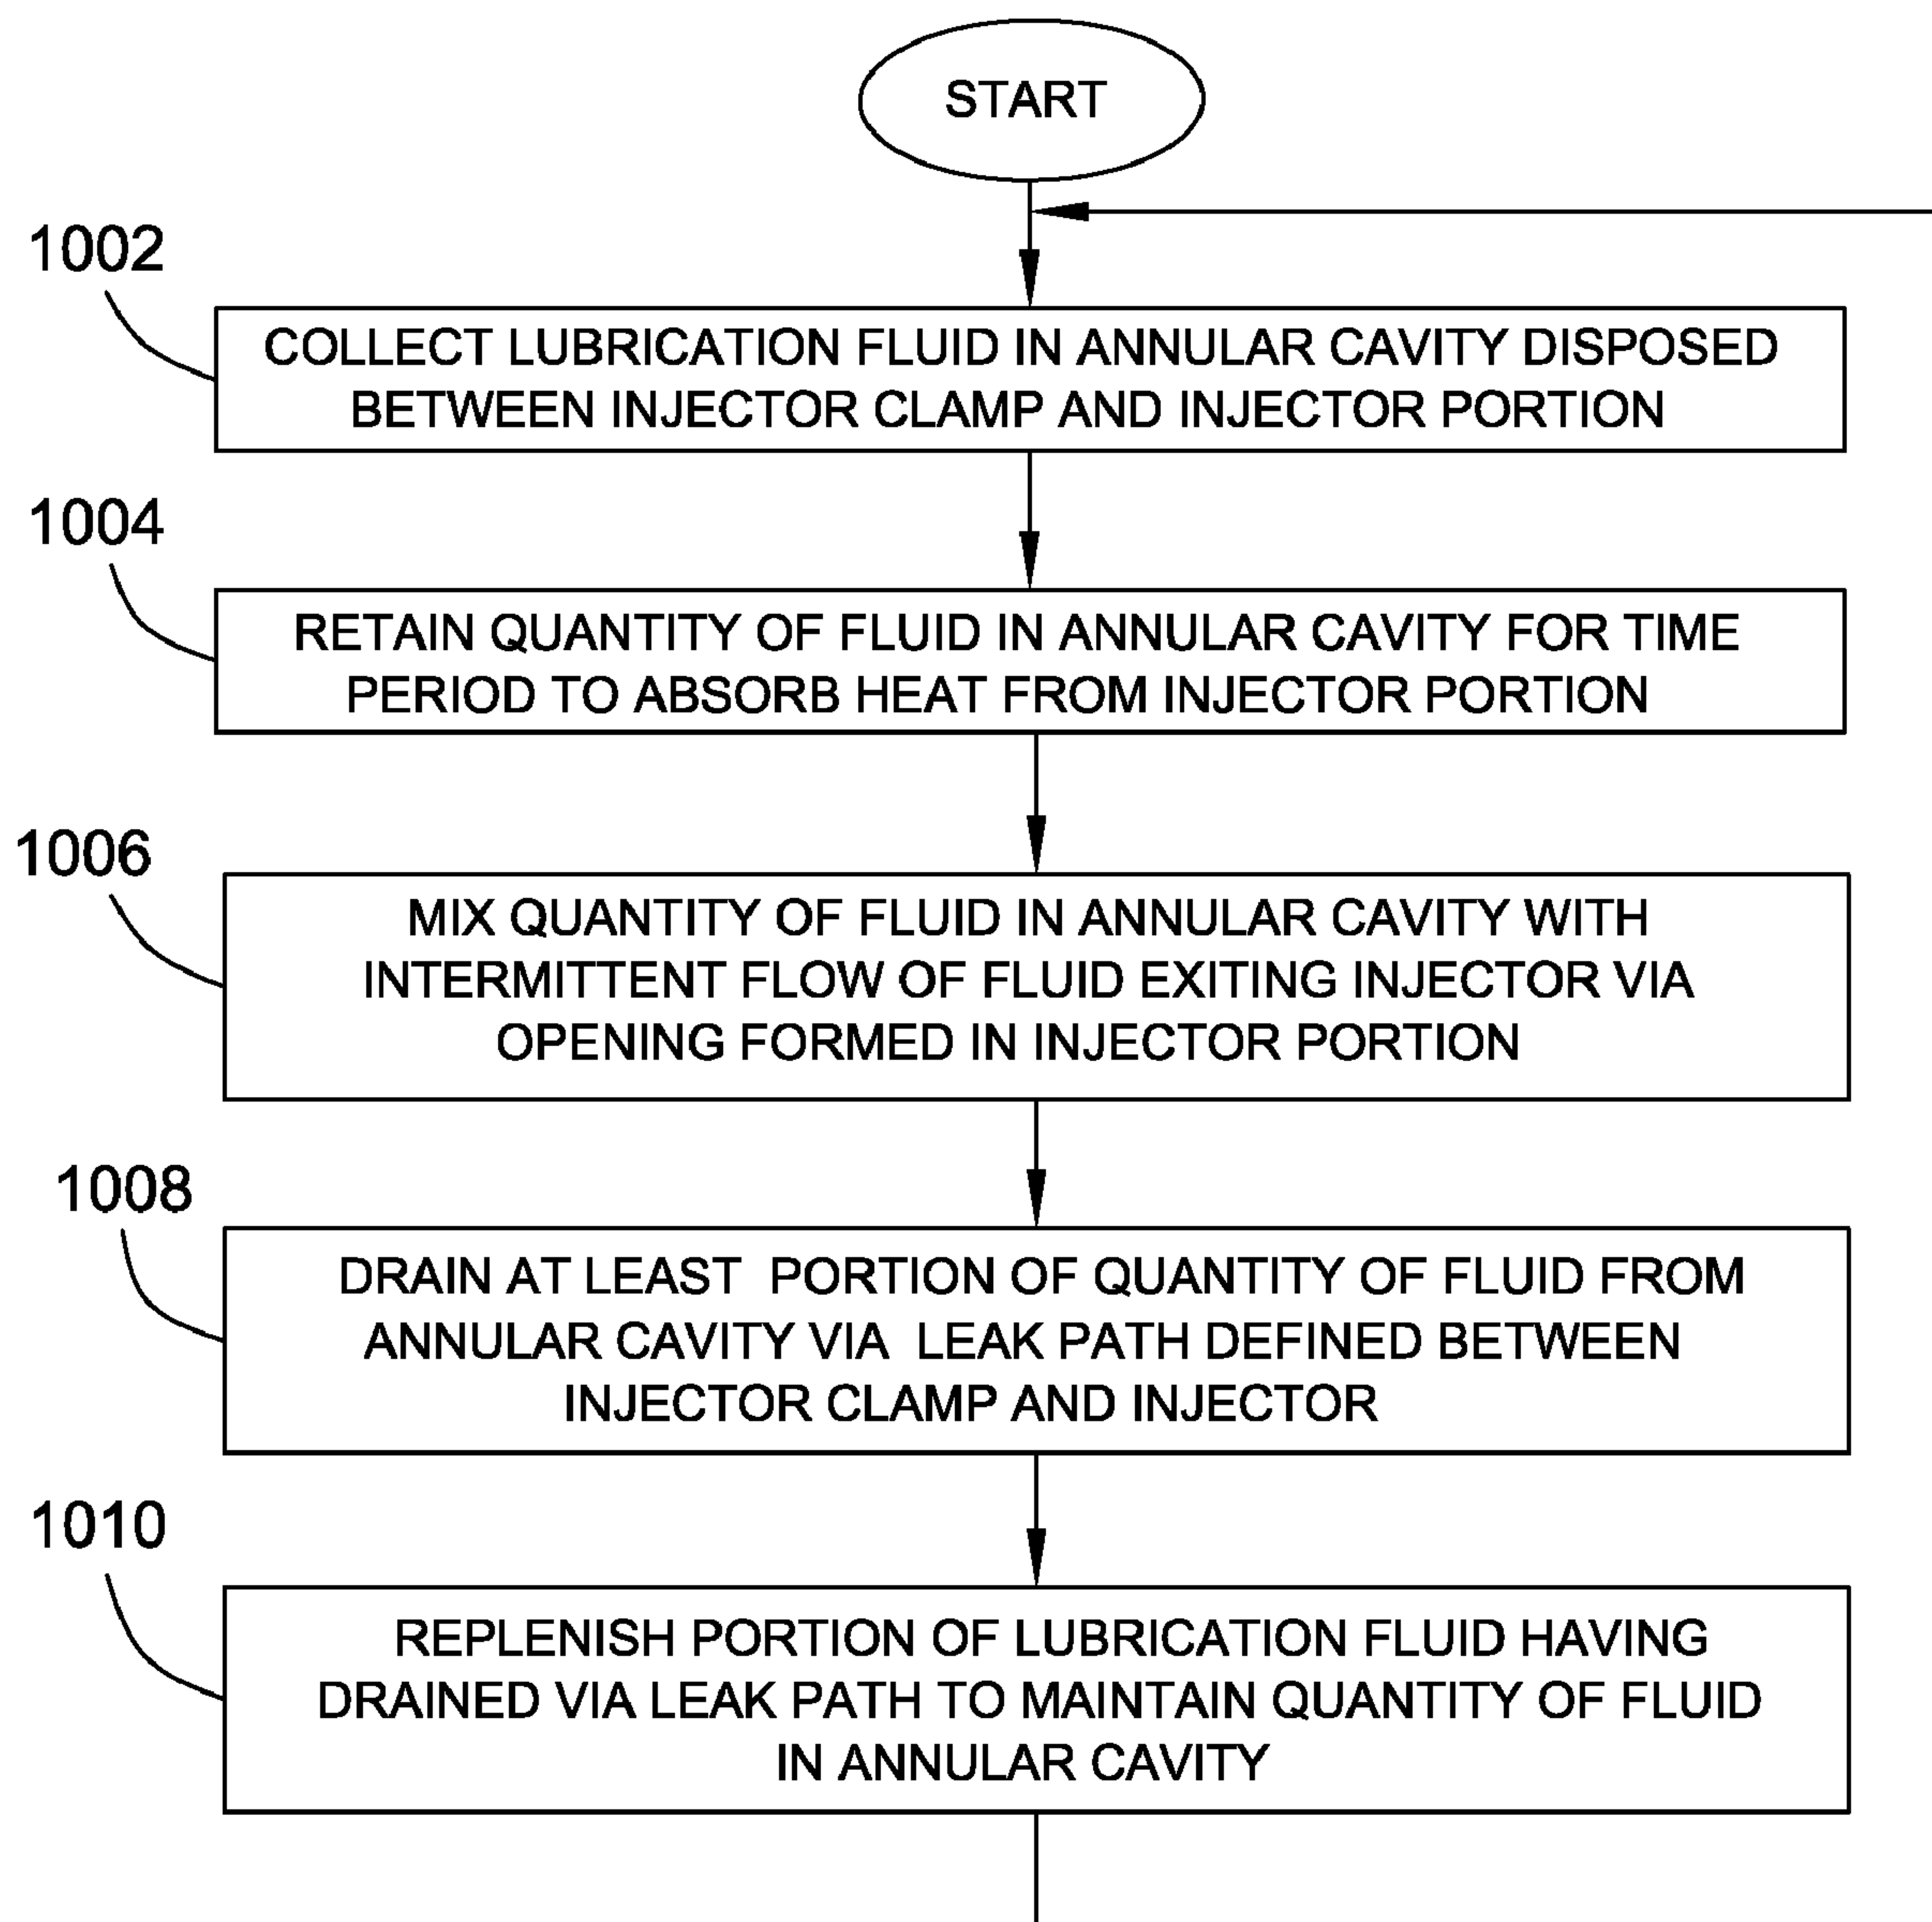 START
1002
COLLECT LUBRICATION FLUID IN ANNULAR CAVITY DISPOSED
BETWEEN INJECTOR CLAMP AND INJECTOR PORTION
1004
RETAIN QUANTITY OF FLUID IN ANNULAR CAVITY FOR TIME
PERIOD TO ABSORB HEAT FROM INJECTOR PORTION
1006
MIX QUANTITY OF FLUID IN ANNULAR CAVITY WITH
INTERMITTENT FLOW OF FLUID EXITING INJECTOR VIA
OPENING FORMED IN INJECTOR PORTION
1008
DRAIN AT LEAST PORTION OF QUANTITY OF FLUID FROM
ANNULAR CAVITY VIA LEAK PATH DEFINED BETWEEN
INJECTOR CLAMP AND INJECTOR
1010
REPLENISH PORTION OF LUBRICATION FLUID HAVING
DRAINED VIA LEAK PATH TO MAINTAIN QUANTITY OF FLUID
IN ANNULAR CAVITY